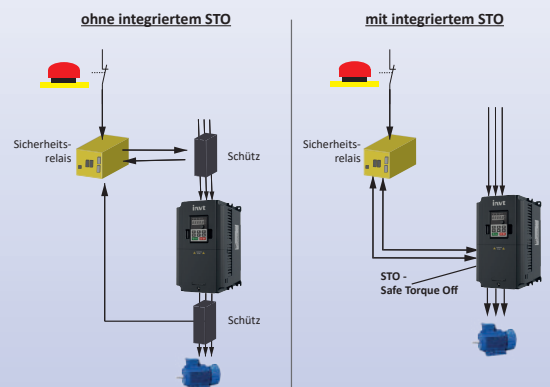 ohne integriertem STO
Sicherheits-
relais
Schütz
invt
Schütz
mit integriertem STO
Sicherheits-
relais
invt
STO -
Safe Torque Off